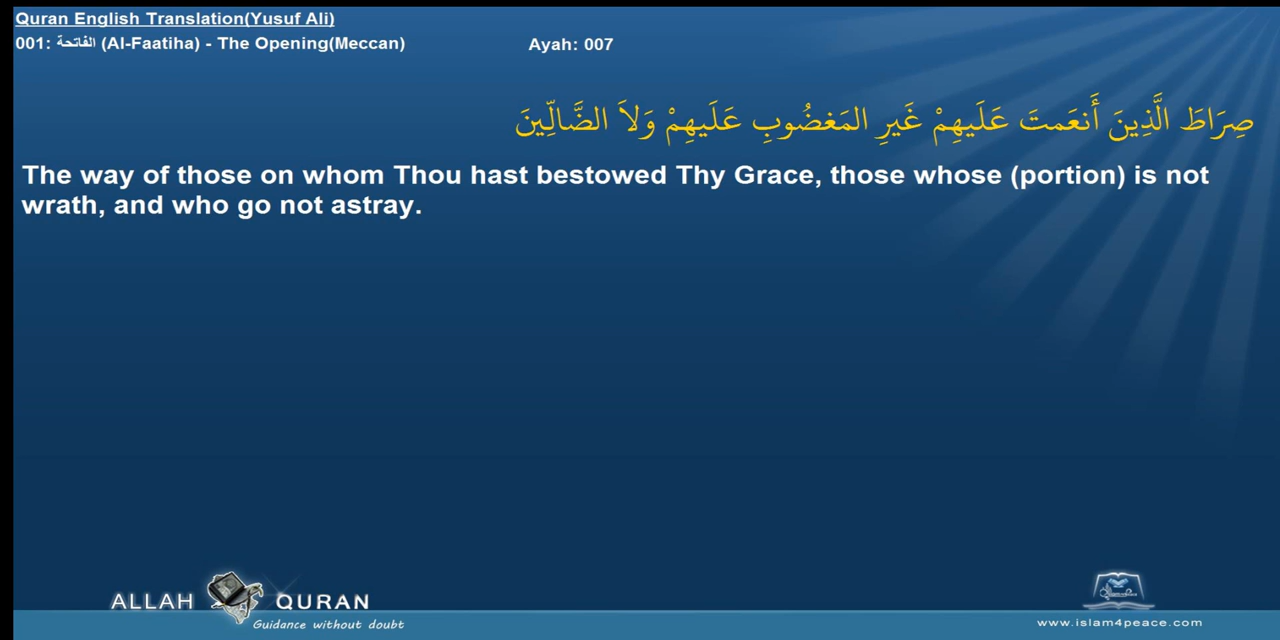 Quran English Translation(Yusuf Ali)
001: الفاتحة (Al-Faatiha) - The Opening(Meccan) Ayah: 007
صِرَاطَ الَّذِينَ أَنعَمتَ عَلَيهِمْ غَيرِ المَغضُوبِ عَلَيهِمْ وَلاَ الضَّالِّينَ
The way of those on whom Thou hast bestowed Thy Grace, those whose (portion) is not
wrath, and who go not astray.
ALLAH QURAN
Guidance without doubt
www.islam4peace.com